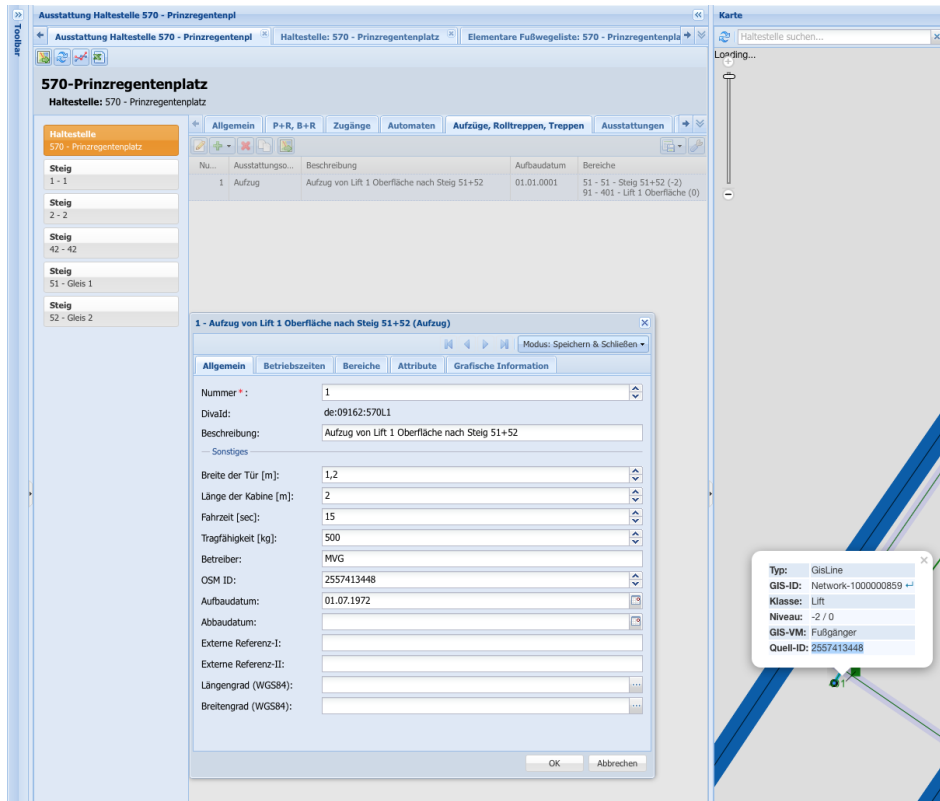 Toolbar
Ausstattung Haltestelle 570 - Prinzregentenpl
Ausstattung Haltestelle 570 - Prinzregentenpl
Haltestelle: 570 - Prinzregentenplatz
Elementare Fußwegeliste: 570 - Prinzregentenpla
570-Prinzregentenplatz
Haltestelle: 570 - Prinzregentenplatz
Haltestelle
570 - Prinzregentenplatz
Steig
1 - 1
Steig
2 - 2
Steig
42 - 42
Steig
51 - Gleis 1
Steig
52 - Gleis 2
Allgemein P+R, B+R Zugänge Automaten Aufzüge, Rolltreppen, Treppen Ausstattungen
Nu... Ausstattungso... Beschreibung Aufbaudatum Bereiche
1 Aufzug Aufzug von Lift 1 Oberfläche nach Steig 51+52 01.01.0001 51 - 51 - Steig 51+52 (-2)
91 - 401 - Lift 1 Oberfläche (0)
1 - Aufzug von Lift 1 Oberfläche nach Steig 51+52 (Aufzug)
Modus: Speichern & Schließen
Allgemein Betriebszeiten Bereiche Attribute Grafische Information
Nummer*: 1
DivaId: de:09162:570L1
Beschreibung: Aufzug von Lift 1 Oberfläche nach Steig 51+52
Sonstiges
Breite der Tür [m]: 1,2
Länge der Kabine [m]: 2
Fahrzeit [sec]: 15
Tragfähigkeit [kg]: 500
Betreiber: MVG
OSM ID: 2557413448
Aufbaudatum: 01.07.1972
Abbaudatum:
Externe Referenz-I:
Externe Referenz-II:
Längengrad (WGS84):
Breitengrad (WGS84):
OK Abbrechen
Karte
Haltestelle suchen...
Loading...
Typ: GisLine
GIS-ID: Network-1000000859
Klasse: Lift
Niveau: -2 / 0
GIS-VM: Fußgänger
Quell-ID: 2557413448
1